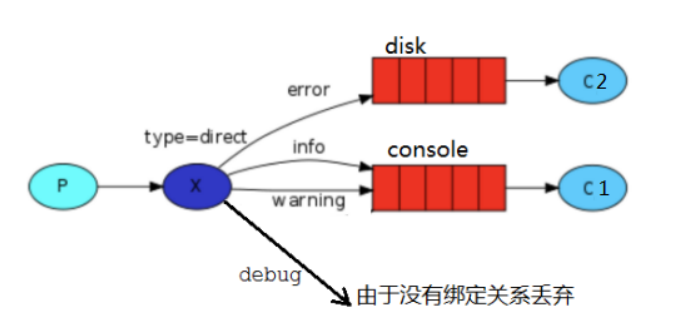 disk
error
C2
type=direct
info
console
P
X
warning
C1
debug
由于没有绑定关系丢弃